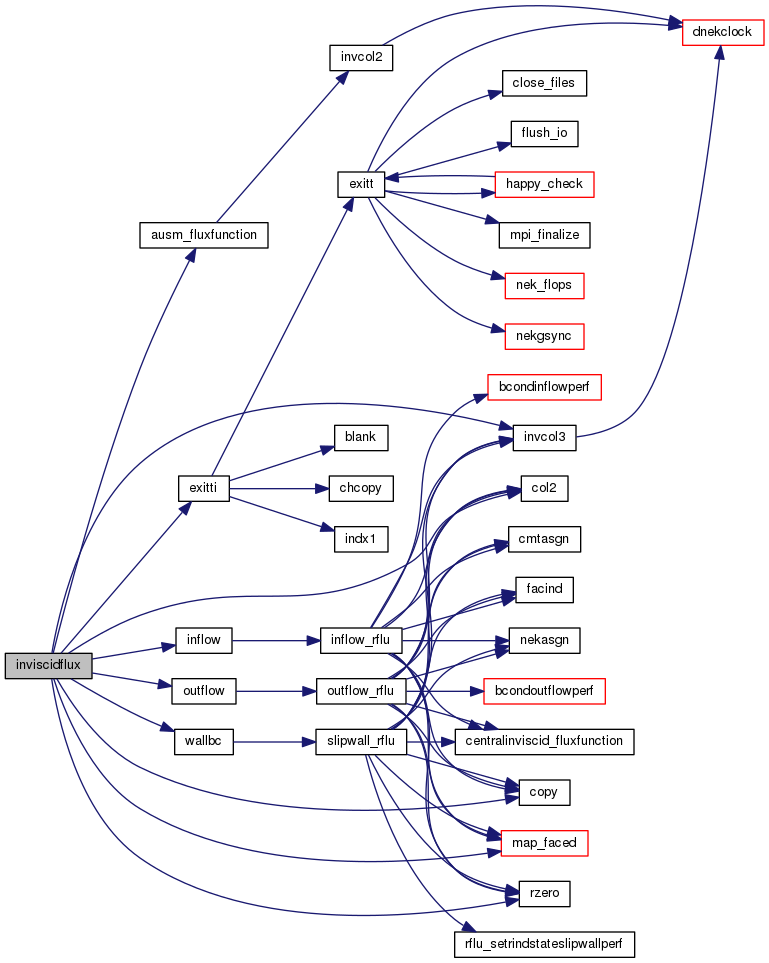 dnekclock
invcol2
close_files
flush_io
exitt
happy_check
ausm_fluxfunction
mpi_finalize
nek_flops
nekgsync
bcondinflowperf
blank
invcol3
exitti
chcopy
col2
indx1
cmtasgn
facind
inflow
inflow_rflu
nekasgn
inviscidflux
outflow
outflow_rflu
bcondoutflowperf
wallbc
slipwall_rflu
centralinviscid_fluxfunction
copy
map_faced
rzero
rflu_setrindstateslipwallperf